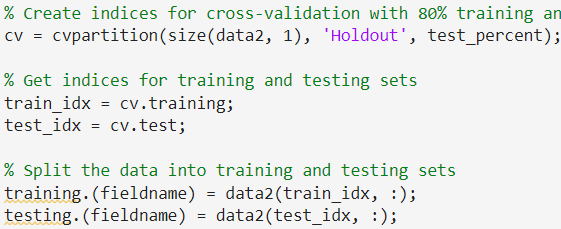 % Create indices for cross-validation with 80% training an
cv = cvpartition(size(data2, 1), 'Holdout', test_percent);
% Get indices for training and testing sets
train_idx = cv.training;
test_idx = cv.test;
% Split the data into training and testing sets
training.(fieldname) = data2(train_idx, :);
testing.(fieldname) = data2(test_idx, :);